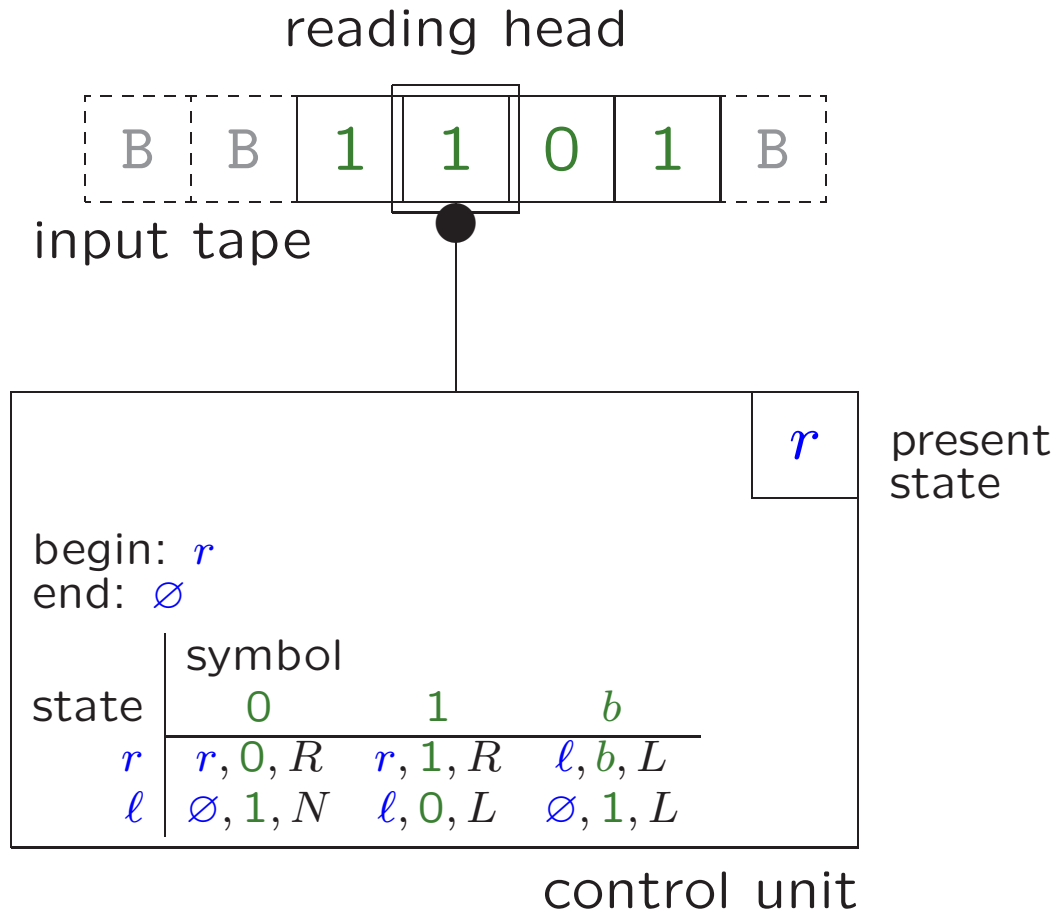 reading head
B B 1 1 0 1 B
input tape
r
present
state
begin: r
end: ∅
symbol
state 0 1 b
r r, 0, R r, 1, R ℓ, b, L
ℓ ∅, 1, N ℓ, 0, L ∅, 1, L
control unit